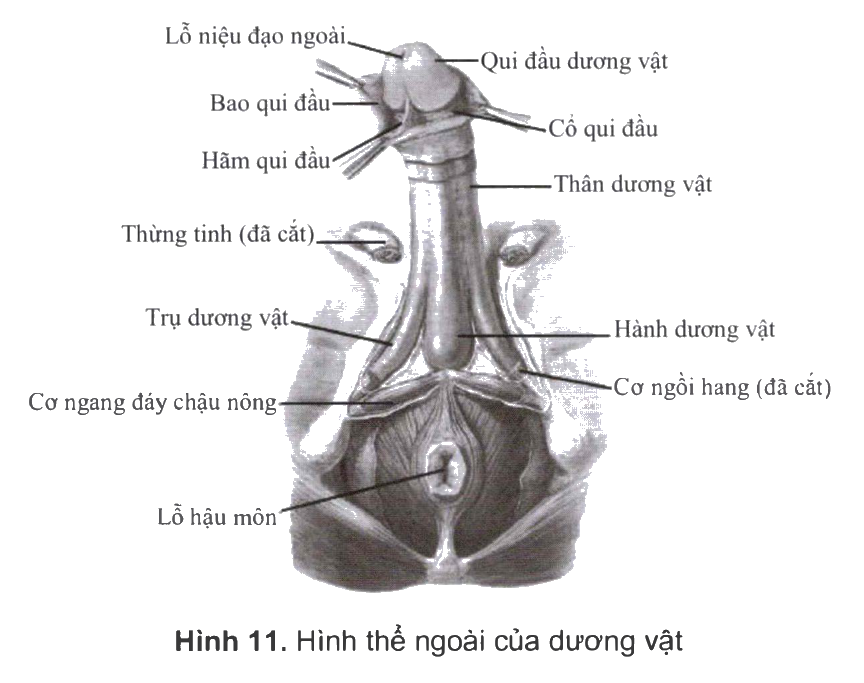 Lỗ niệu đạo ngoài
Qui đầu dương vật
Bao qui đầu
Cổ qui đầu
Hãm qui đầu
Thân dương vật
Thừng tinh (đã cắt)
Trụ dương vật
Hành dương vật
Cơ ngồi hang (đã cắt)
Cơ ngang đáy chậu nông
Lỗ hậu môn
Hình 11. Hình thể ngoài của dương vật